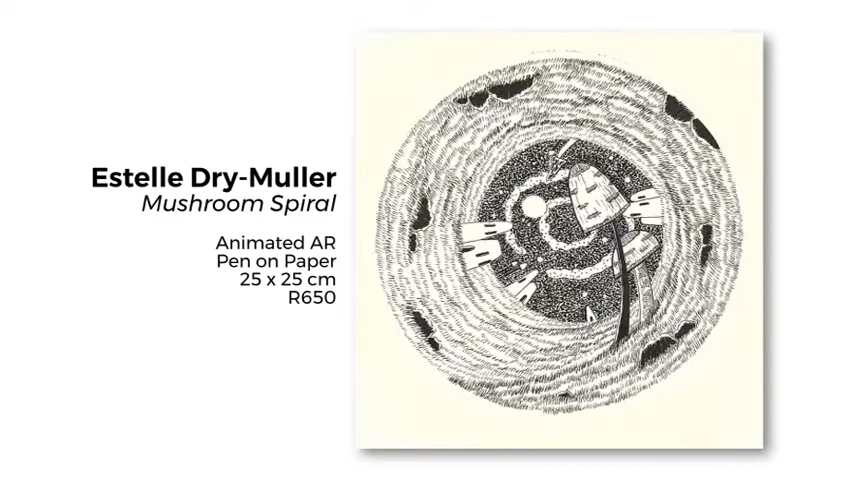 Estelle Dry-Muller
Mushroom Spiral
Animated AR
Pen on Paper
25 x 25 cm
R650